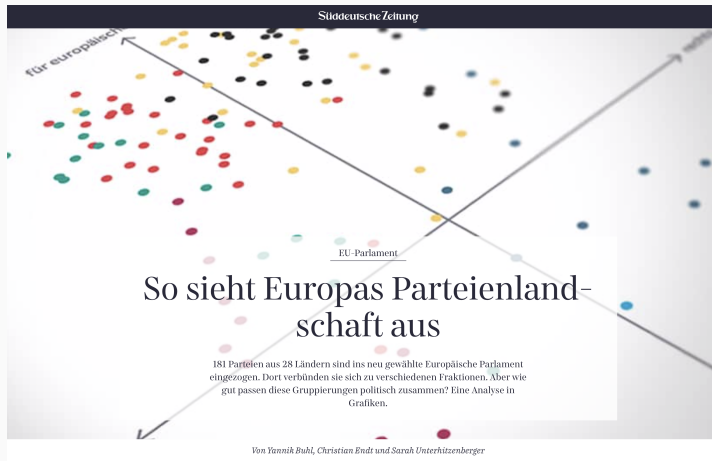 Süddeutsche Zeitung
für europäisch
rechts
EU-Parlament
So sieht Europas Parteienland-
schaft aus
181 Parteien aus 28 Ländern sind ins neu gewählte Europäische Parlament
eingezogen. Dort verbünden sie sich zu verschiedenen Fraktionen. Aber wie
gut passen diese Gruppierungen politisch zusammen? Eine Analyse in
Grafiken.
Von Yannik Buhl, Christian Endt und Sarah Unterhitzenberger